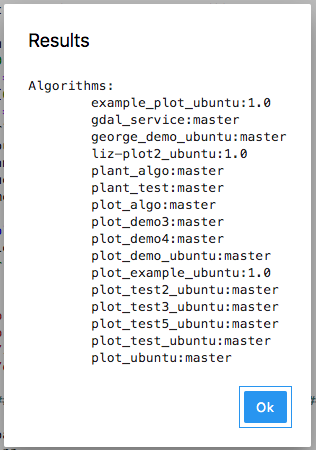 Results
Algorithms:
example_plot_ubuntu:1.0
gdal_service:master
george_demo_ubuntu:master
liz-plot2_ubuntu:1.0
plant_algo:master
plant_test:master
plot_algo:master
plot_demo3:master
plot_demo4:master
plot_demo_ubuntu:master
plot_example_ubuntu:1.0
plot_test2_ubuntu:master
plot_test3_ubuntu:master
plot_test5_ubuntu:master
plot_test_ubuntu:master
plot_ubuntu:master
Ok